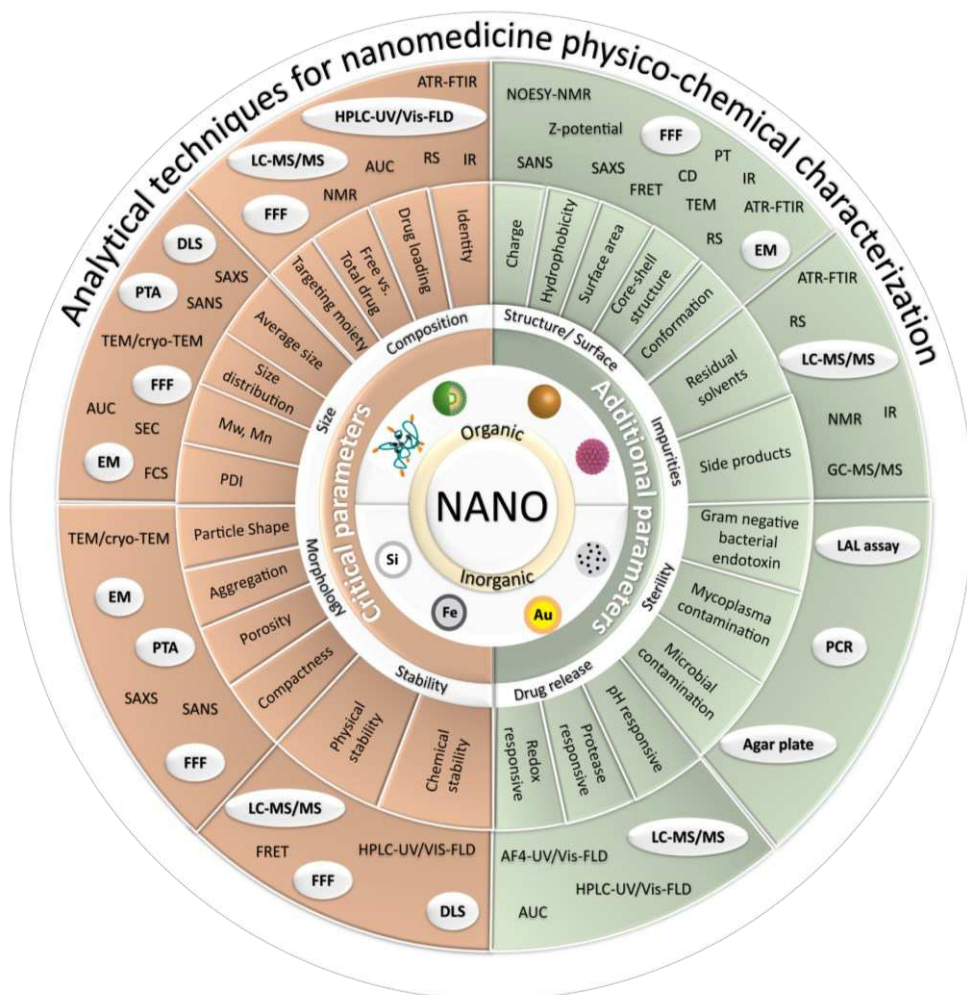 Analytical techniques for nanomedicine physico-chemical characterization
ATR-FTIR
HPLC-UV/Vis-FLD
LC-MS/MS
AUC
RS
IR
NMR
FFF
Identity
Drug loading
Free vs.
Total drug
Targeting moiety
Composition
DLS
SAXS
PTA
SANS
TEM/cryo-TEM
FFF
AUC
SEC
EM
FCS
Average size
Size
distribution
Mw, Mn
PDI
Size
TEM/cryo-TEM
EM
PTA
SAXS
SANS
FFF
Particle Shape
Aggregation
Porosity
Compactness
Morphology
LC-MS/MS
FRET
HPLC-UV/VIS-FLD
FFF
DLS
Physical
stability
Chemical
stability
Stability
Critical parameters
NOESY-NMR
Z-potential
FFF
PT
SANS
SAXS
CD
IR
FRET
TEM
ATR-FTIR
RS
EM
Charge
Hydrophobicity
Surface area
Core-shell
structure
Conformation
Structure/ Surface
ATR-FTIR
RS
LC-MS/MS
NMR
IR
GC-MS/MS
Residual
solvents
Side products
Impurities
LAL assay
PCR
Agar plate
Gram negative
bacterial
endotoxin
Mycoplasma
contamination
Microbial
contamination
Sterility
LC-MS/MS
AF4-UV/Vis-FLD
HPLC-UV/Vis-FLD
AUC
pH responsive
Protease
responsive
Redox
responsive
Drug release
Additional parameters
Organic
NANO
Inorganic
Si
Fe
Au